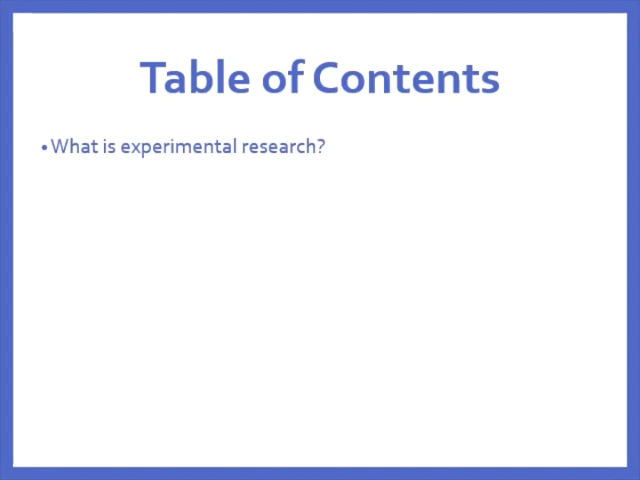 Table of Contents
•What is experimental research?